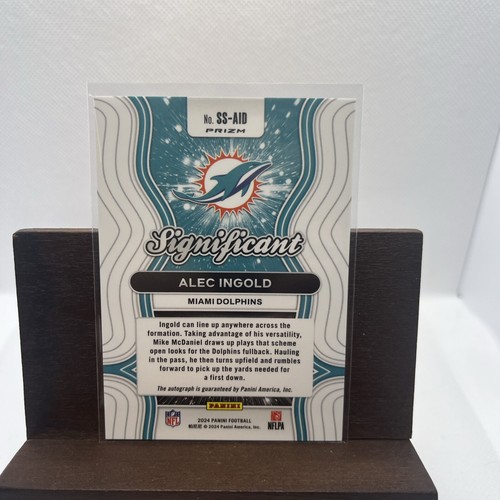 No. SS-AID
PRIZM
Significant
ALEC INGOLD
MIAMI DOLPHINS
Ingold can line up anywhere across the
formation. Taking advantage of his versatility,
Mike McDaniel draws up plays that scheme
open looks for the Dolphins fullback. Hauling
in the pass, he then turns upfield and rumbles
forward to pick up the yards needed for
a first down.
The autograph is guaranteed by Panini America, Inc.
PANINI
NFL
NFLPA
2024 PANINI FOOTBALL
© 2024 Panini America, Inc.